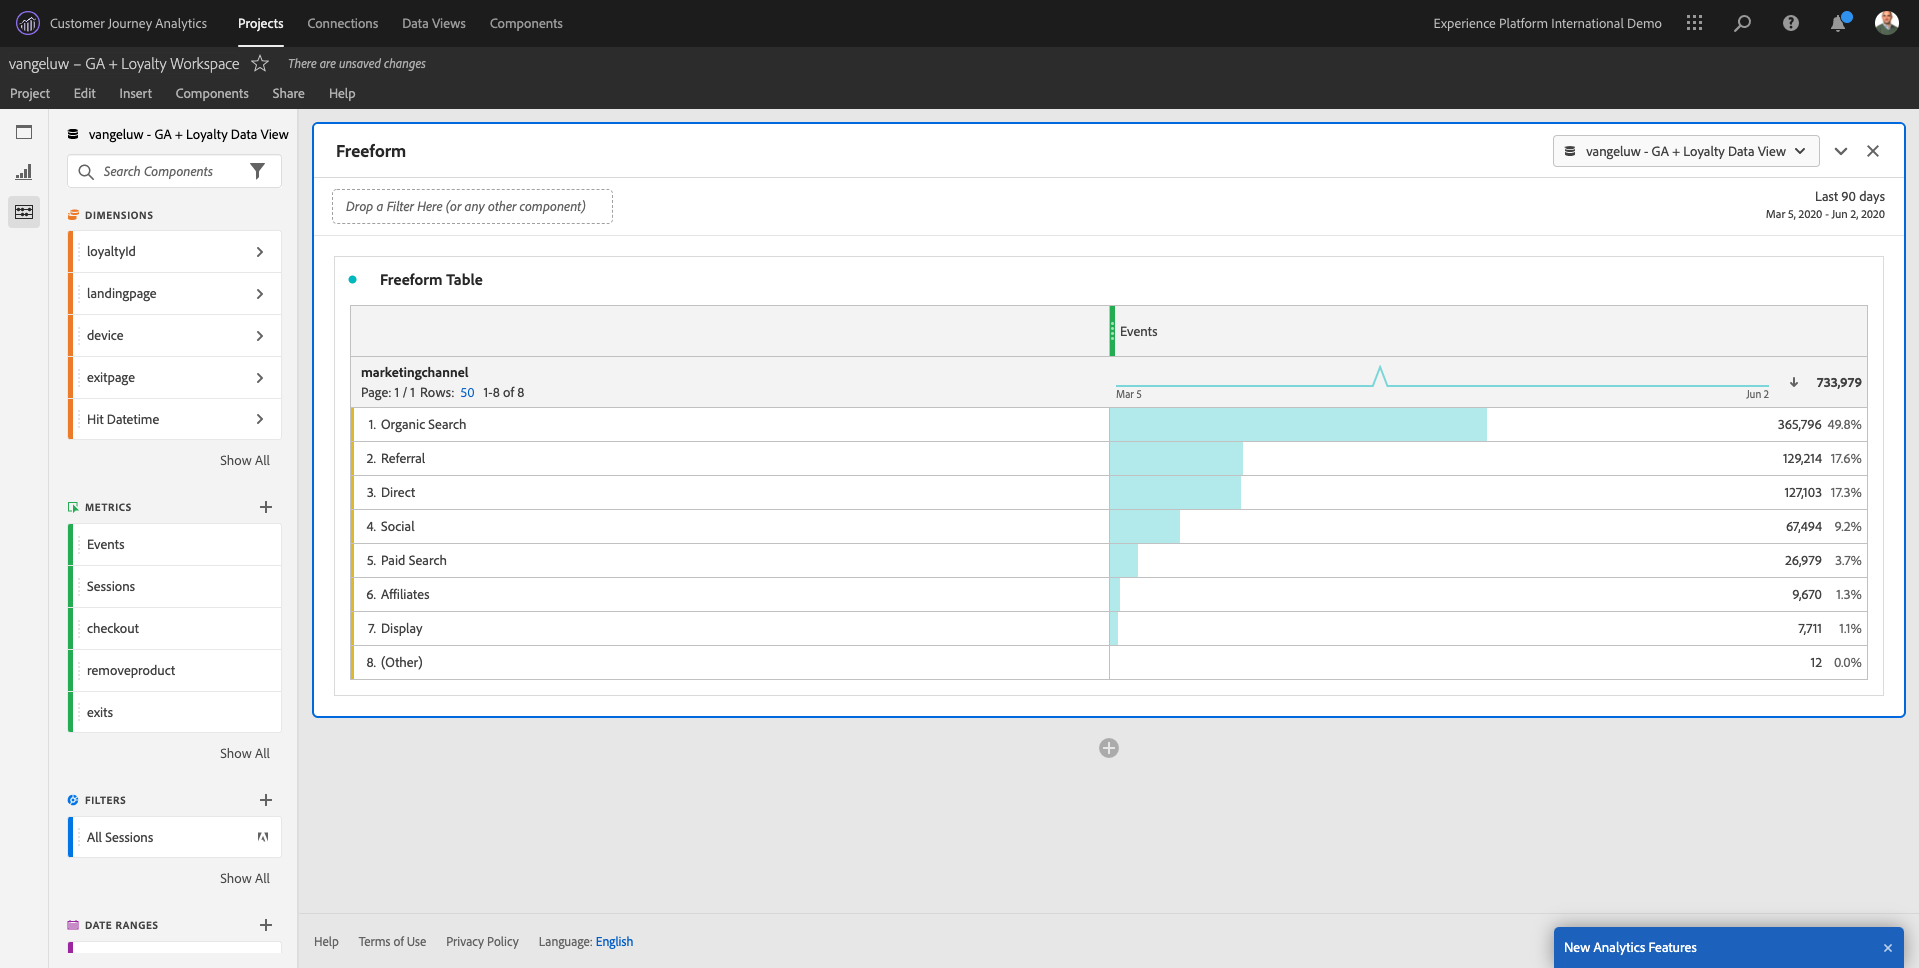 Customer Journey Analytics Projects Connections Data Views Components Experience Platform International Demo
vangeluw – GA + Loyalty Workspace There are unsaved changes
Project Edit Insert Components Share Help
vangeluw - GA + Loyalty Data View
Search Components
DIMENSIONS
loyaltyId
landingpage
device
exitpage
Hit Datetime
Show All
METRICS
Events
Sessions
checkout
removeproduct
exits
Show All
FILTERS
All Sessions
Show All
DATE RANGES
Freeform
vangeluw - GA + Loyalty Data View
Drop a Filter Here (or any other component)
Last 90 days
Mar 5, 2020 - Jun 2, 2020
Freeform Table
Events
marketingchannel
Page: 1 / 1 Rows: 50 1-8 of 8
Mar 5 Jun 2 733,979
1. Organic Search 365,796 49.8%
2. Referral 129,214 17.6%
3. Direct 127,103 17.3%
4. Social 67,494 9.2%
5. Paid Search 26,979 3.7%
6. Affiliates 9,670 1.3%
7. Display 7,711 1.1%
8. (Other) 12 0.0%
Help Terms of Use Privacy Policy Language: English
New Analytics Features